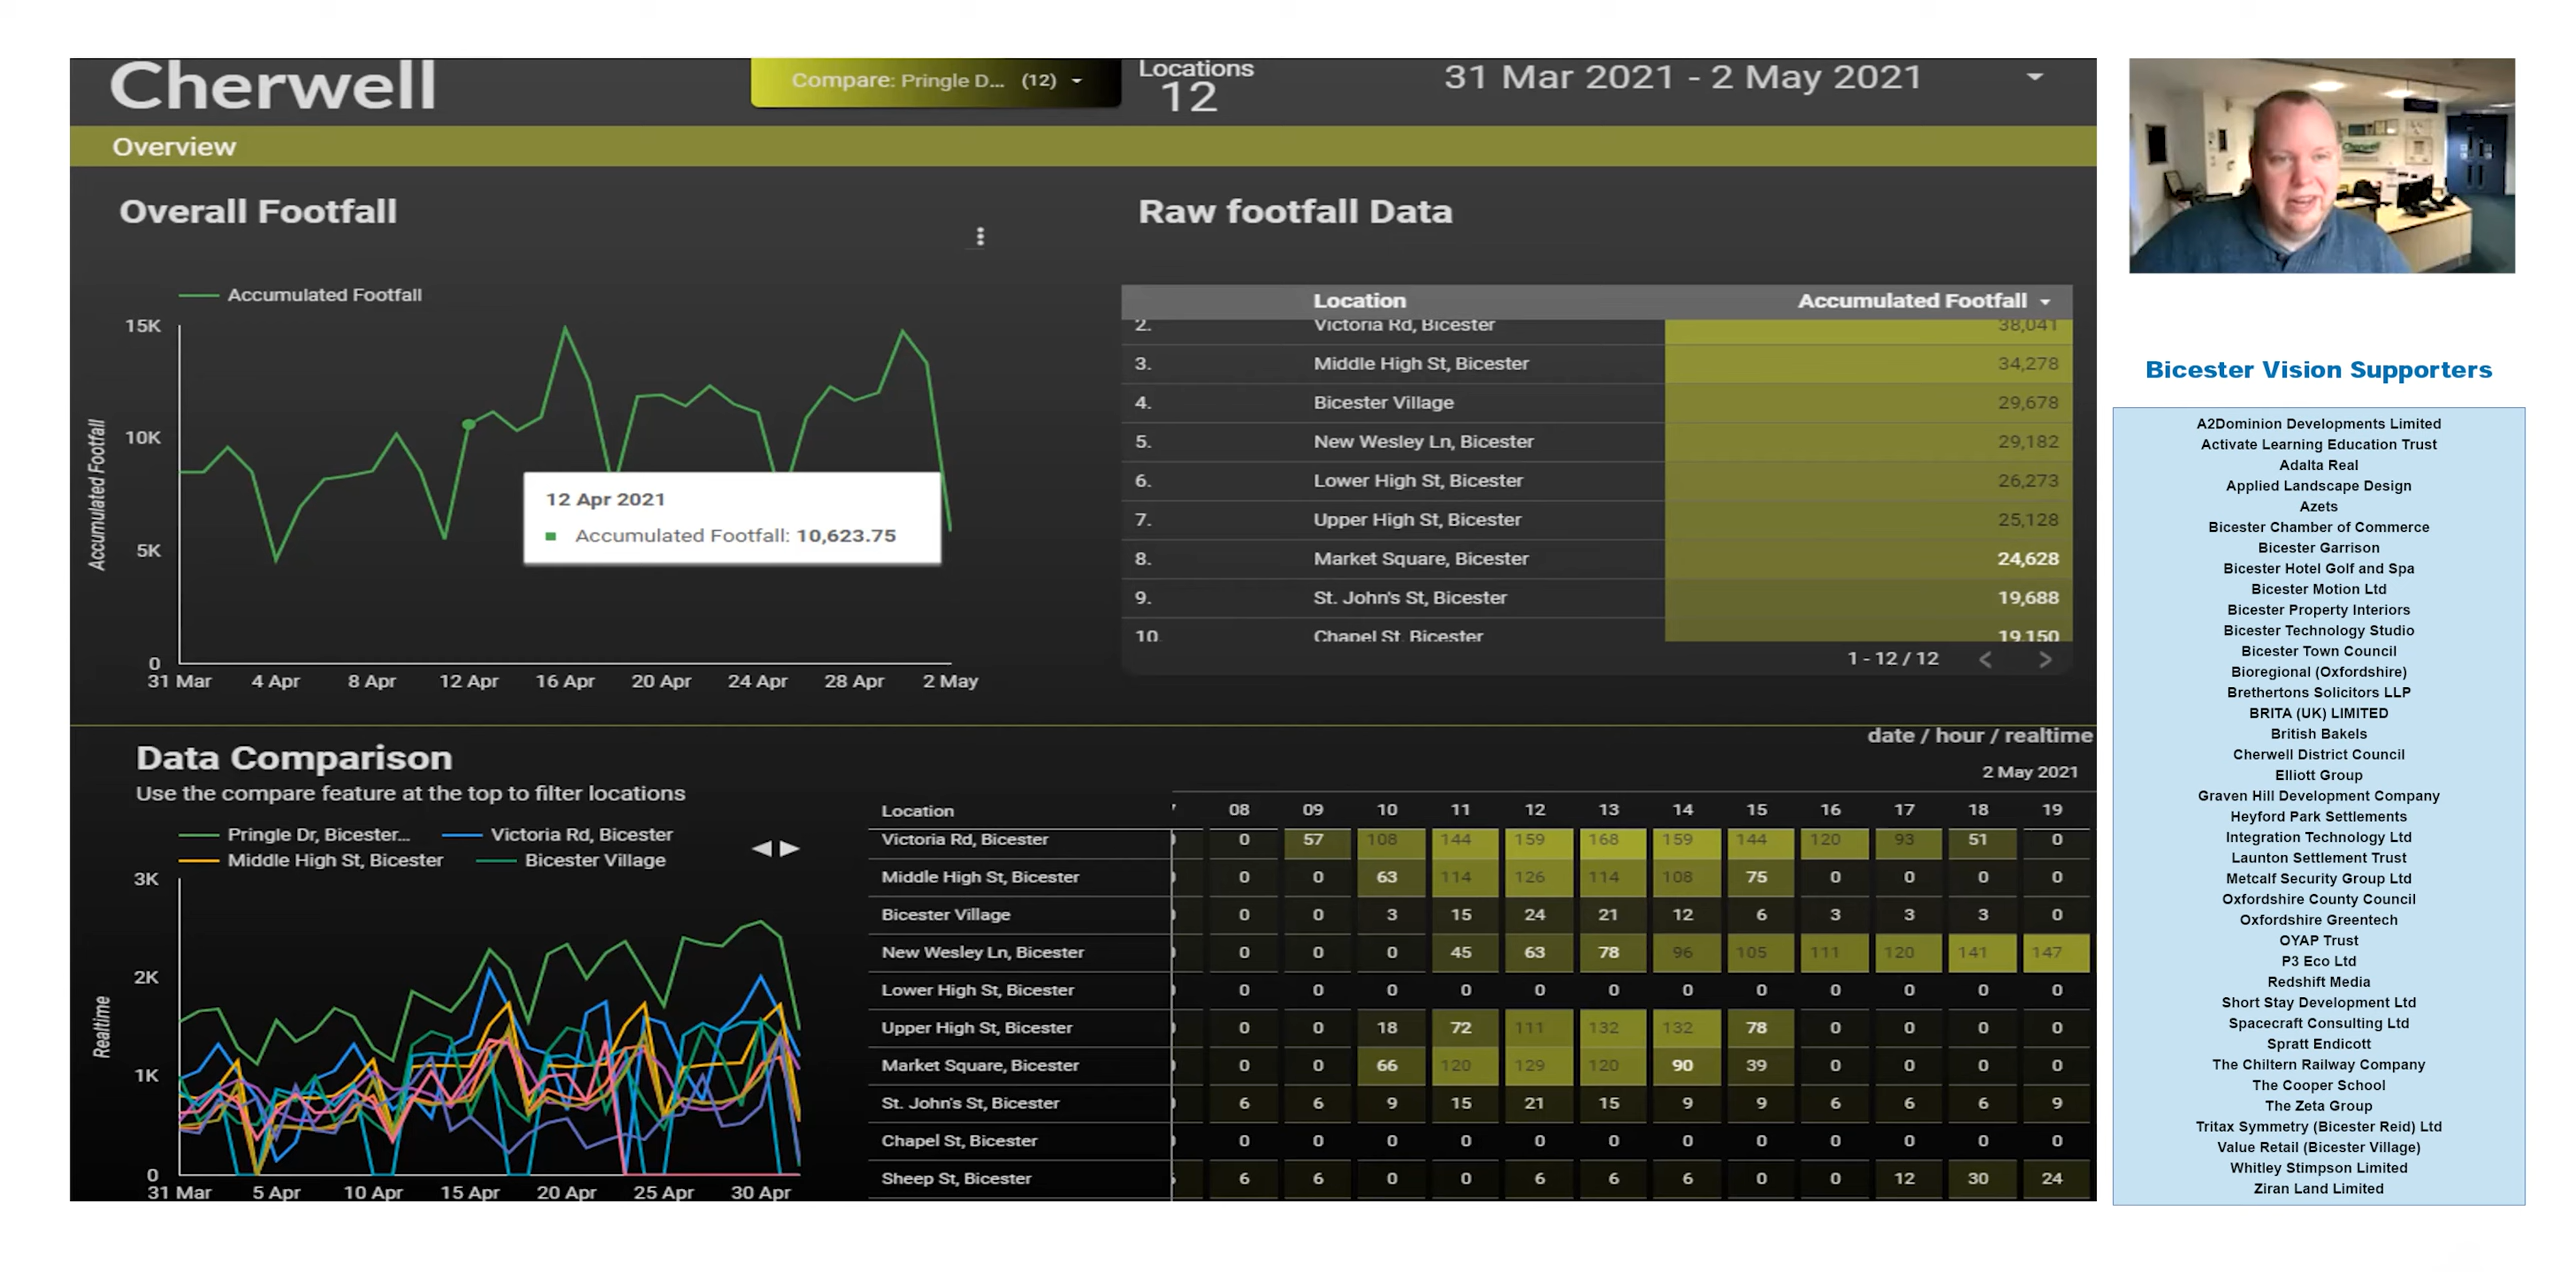 Cherwell
Compare: Pringle D... (12)
Locations
12
31 Mar 2021 - 2 May 2021
Overview
Overall Footfall
Accumulated Footfall
15K
10K
5K
0
Accumulated Footfall
31 Mar 4 Apr 8 Apr 12 Apr 16 Apr 20 Apr 24 Apr 28 Apr 2 May
12 Apr 2021
Accumulated Footfall: 10,623.75
Raw footfall Data
Location Accumulated Footfall
2. Victoria Rd, Bicester 38,041
3. Middle High St, Bicester 34,278
4. Bicester Village 29,678
5. New Wesley Ln, Bicester 29,182
6. Lower High St, Bicester 26,273
7. Upper High St, Bicester 25,128
8. Market Square, Bicester 24,628
9. St. John's St, Bicester 19,688
10. Chapel St, Bicester 19,150
1 - 12 / 12
Data Comparison
Use the compare feature at the top to filter locations
Pringle Dr, Bicester... Victoria Rd, Bicester
Middle High St, Bicester Bicester Village
3K
2K
1K
0
Realtime
31 Mar 5 Apr 10 Apr 15 Apr 20 Apr 25 Apr 30 Apr
date / hour / realtime
2 May 2021
Location 08 09 10 11 12 13 14 15 16 17 18 19
Victoria Rd, Bicester 0 57 108 144 159 168 159 144 120 93 51 0
Middle High St, Bicester 0 0 63 114 126 114 108 75 0 0 0 0
Bicester Village 0 0 3 15 24 21 12 6 3 3 3 0
New Wesley Ln, Bicester 0 0 0 45 63 78 96 105 111 120 141 147
Lower High St, Bicester 0 0 0 0 0 0 0 0 0 0 0 0
Upper High St, Bicester 0 0 18 72 111 132 132 78 0 0 0 0
Market Square, Bicester 0 0 66 120 129 120 90 39 0 0 0 0
St. John's St, Bicester 6 6 9 15 21 15 9 9 6 6 6 9
Chapel St, Bicester 0 0 0 0 0 0 0 0 0 0 0 0
Sheep St, Bicester 6 6 0 0 6 6 6 0 0 12 30 24
Cherwell
Bicester Vision Supporters
A2Dominion Developments Limited
Activate Learning Education Trust
Adalta Real
Applied Landscape Design
Azets
Bicester Chamber of Commerce
Bicester Garrison
Bicester Hotel Golf and Spa
Bicester Motion Ltd
Bicester Property Interiors
Bicester Technology Studio
Bicester Town Council
Bioregional (Oxfordshire)
Brethertons Solicitors LLP
BRITA (UK) LIMITED
British Bakels
Cherwell District Council
Elliott Group
Graven Hill Development Company
Heyford Park Settlements
Integration Technology Ltd
Launton Settlement Trust
Metcalf Security Group Ltd
Oxfordshire County Council
Oxfordshire Greentech
OYAP Trust
P3 Eco Ltd
Redshift Media
Short Stay Development Ltd
Spacecraft Consulting Ltd
Spratt Endicott
The Chiltern Railway Company
The Cooper School
The Zeta Group
Tritax Symmetry (Bicester Reid) Ltd
Value Retail (Bicester Village)
Whitley Stimpson Limited
Ziran Land Limited